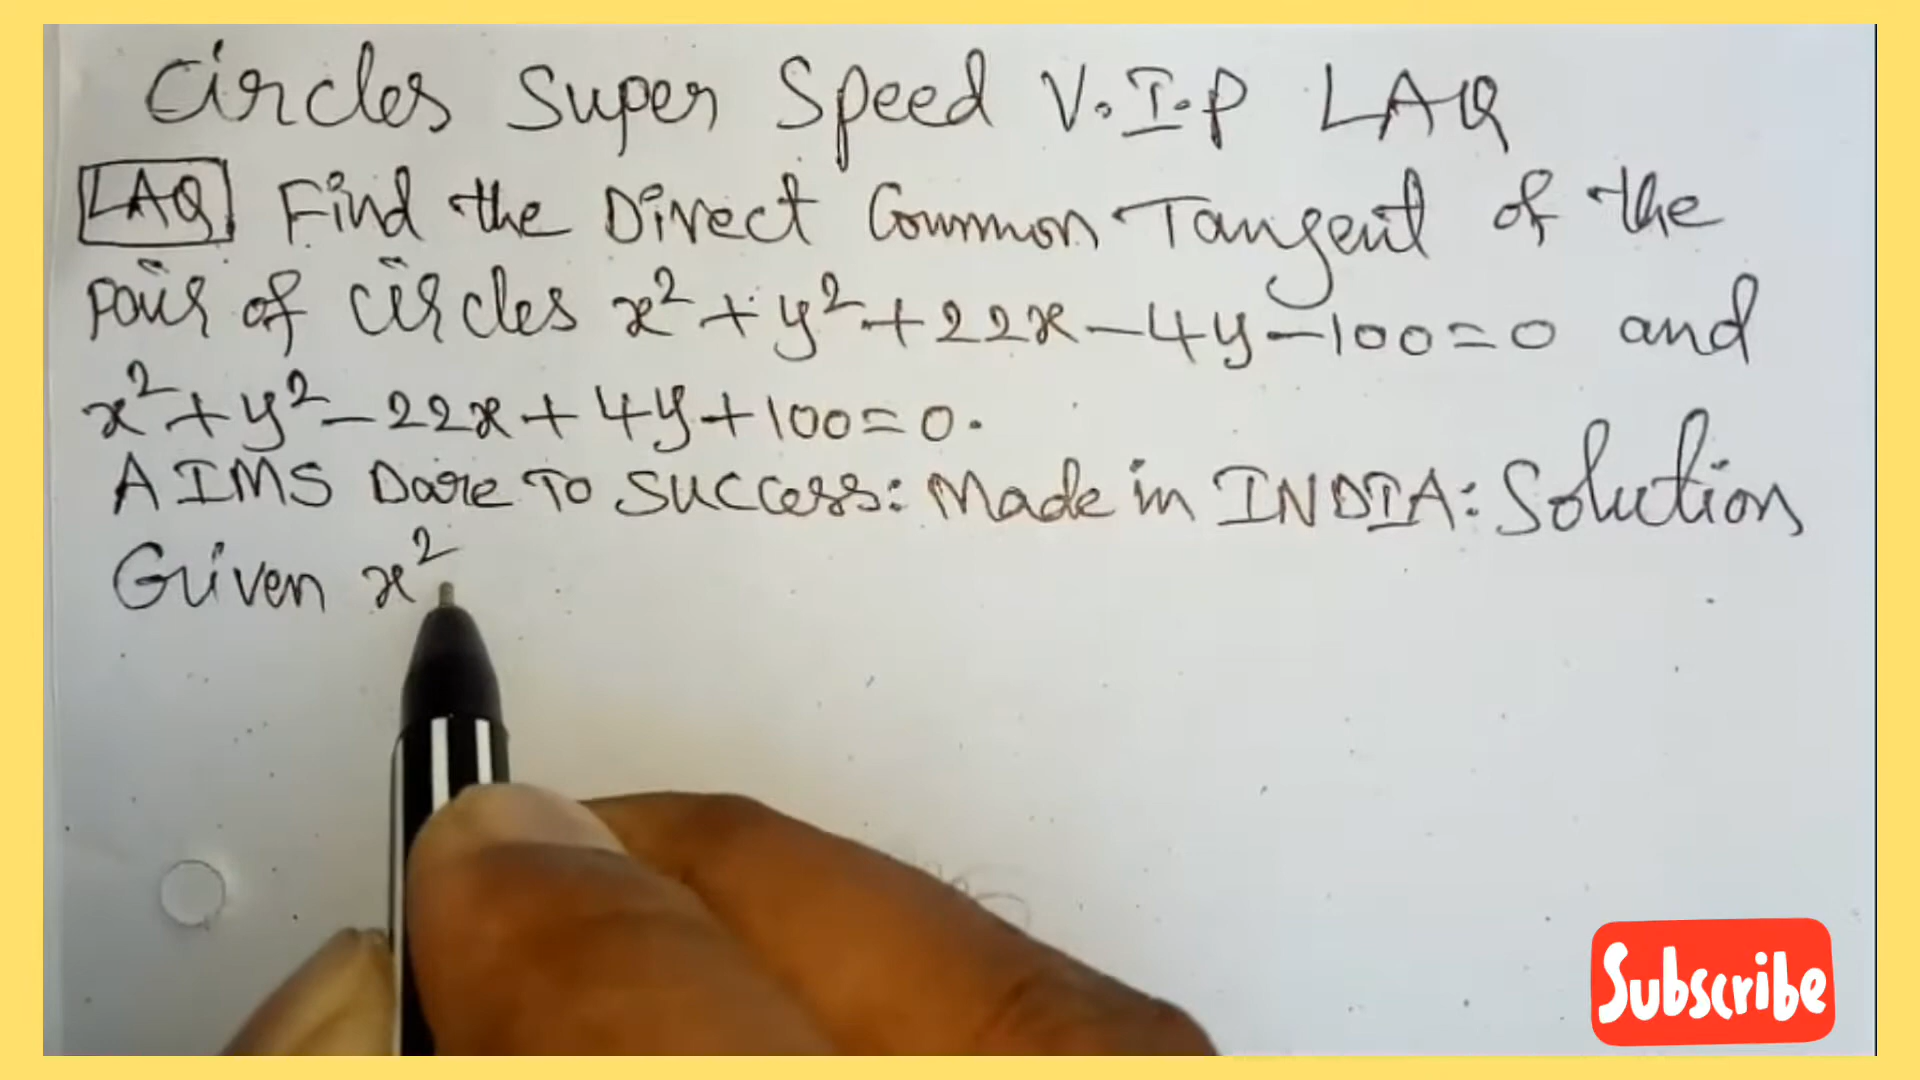 Circles Super Speed V.I.P LAQ
LAQ Find the Direct Common Tangent of the
pair of circles x²+y²+22x-4y-100=0 and
x²+y²-22x+4y+100=0.
AIMS Dare To Success: Made in INDIA: Solution
Given x²
Subscribe